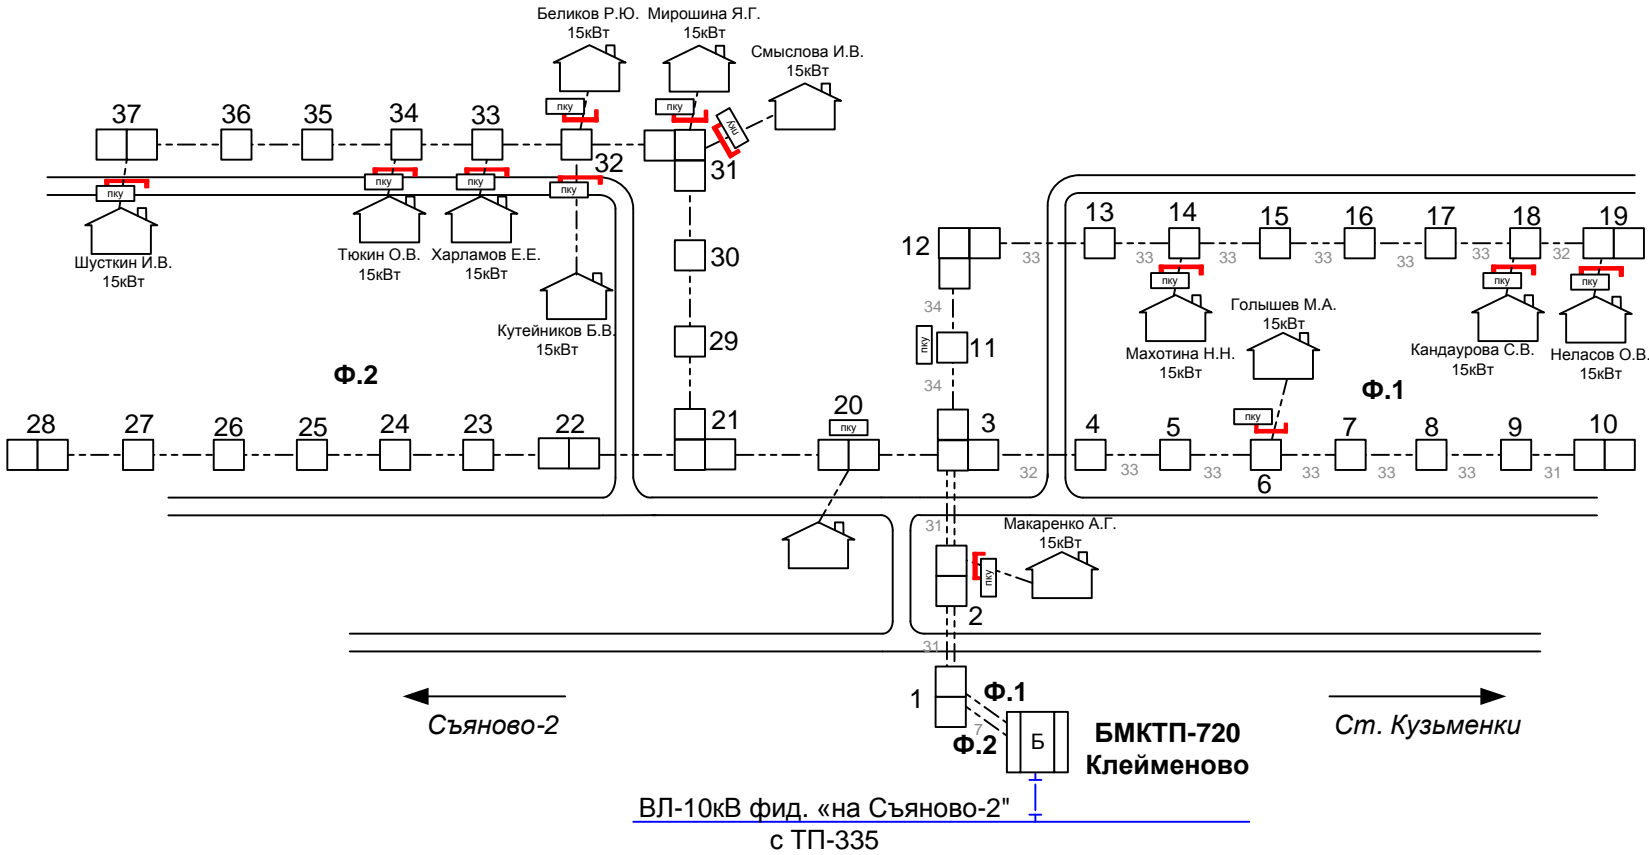 Беликов Р.Ю.
15кВт
Мирошина Я.Г.
15кВт
Смыслова И.В.
15кВт
пку
пку
пку
37
36
35
34
33
32
31
пку
пку
пку
пку
Шусткин И.В.
15кВт
Тюкин О.В.
15кВт
Харламов Е.Е.
15кВт
Кутейников Б.В.
15кВт
30
29
Ф.2
12
13
14
15
16
17
18
19
33
33
33
33
33
33
32
пку
пку
пку
34
Голышев М.А.
15кВт
Махотина Н.Н.
15кВт
Кандаурова С.В.
15кВт
Неласов О.В.
15кВт
пку
11
34
Ф.1
28
27
26
25
24
23
22
21
20
пку
3
4
5
пку
6
7
8
9
10
32
33
33
33
33
33
31
31
Макаренко А.Г.
15кВт
пку
2
31
1
Ф.1
7
Ф.2
Б
БМКТП-720
Клейменово
Съяново-2
Ст. Кузьменки
ВЛ-10кВ фид. «на Съяново-2"
с ТП-335